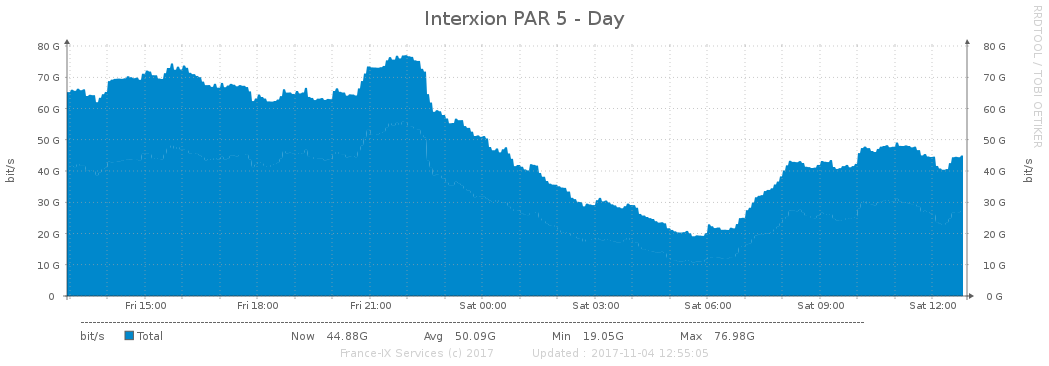 Interxion PAR 5 - Day
RRDTOOL / TOBI OETIKER
80 G 80 G
70 G 70 G
60 G 60 G
50 G 50 G
40 G 40 G
30 G 30 G
20 G 20 G
10 G 10 G
0 0 G
bit/s bit/s
Fri 15:00 Fri 18:00 Fri 21:00 Sat 00:00 Sat 03:00 Sat 06:00 Sat 09:00 Sat 12:00
bit/s Total Now 44.88G Avg 50.09G Min 19.05G Max 76.98G
France-IX Services (c) 2017 Updated : 2017-11-04 12:55:05